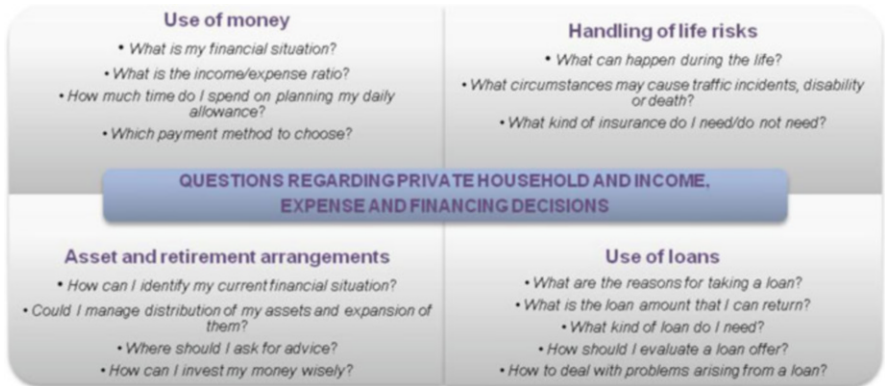 Use of money
• What is my financial situation?
• What is the income/expense ratio?
• How much time do I spend on planning my daily
allowance?
• Which payment method to choose?
Handling of life risks
• What can happen during the life?
• What circumstances may cause traffic incidents, disability
or death?
• What kind of insurance do I need/do not need?
QUESTIONS REGARDING PRIVATE HOUSEHOLD AND INCOME,
EXPENSE AND FINANCING DECISIONS
Asset and retirement arrangements
• How can I identify my current financial situation?
• Could I manage distribution of my assets and expansion of
them?
• Where should I ask for advice?
• How can I invest my money wisely?
Use of loans
• What are the reasons for taking a loan?
• What is the loan amount that I can return?
• What kind of loan do I need?
• How should I evaluate a loan offer?
• How to deal with problems arising from a loan?